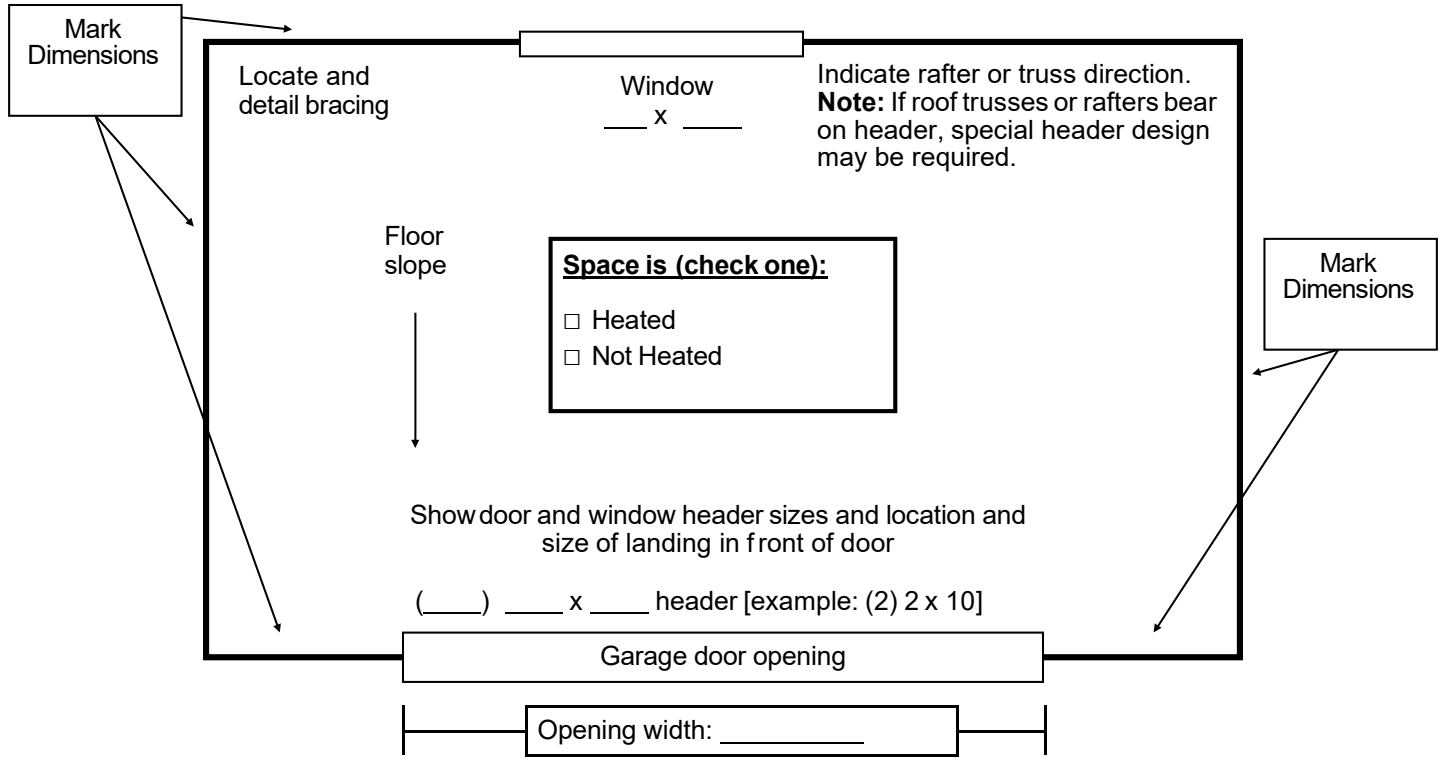 Mark
Dimensions
Locate and
detail bracing
Window
___ x ____
Indicate rafter or truss direction.
Note: If roof trusses or rafters bear
on header, special header design
may be required.
Floor
slope
Space is (check one):
□ Heated
□ Not Heated
Mark
Dimensions
Show door and window header sizes and location and
size of landing in front of door
(____) ____ x ____ header [example: (2) 2 x 10]
Garage door opening
Opening width: __________